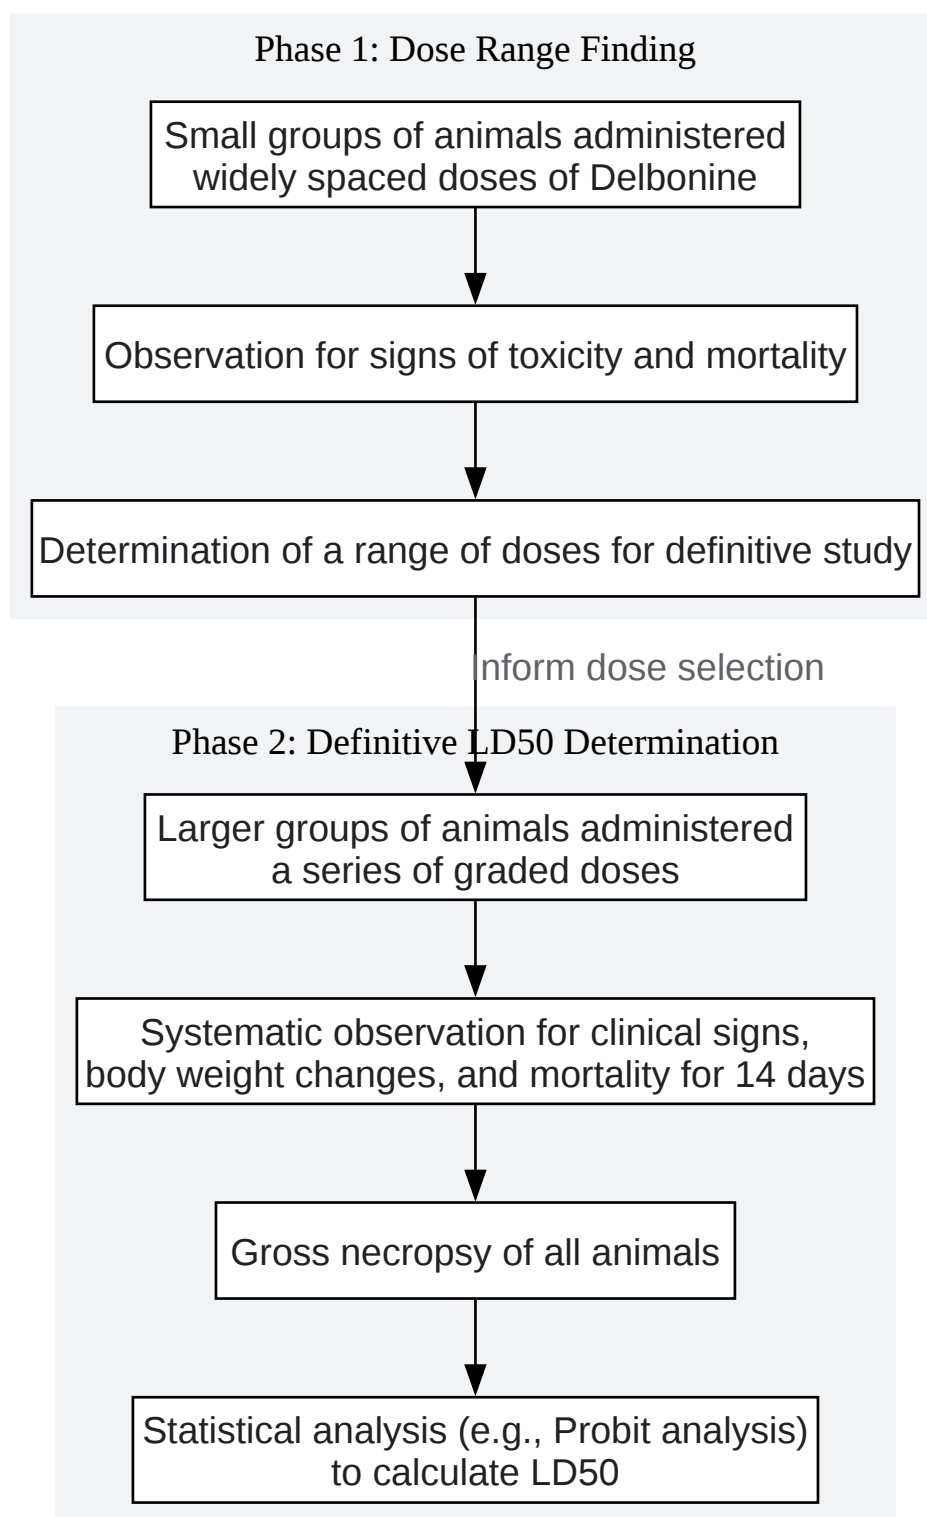 Phase 1: Dose Range Finding
Small groups of animals administered
widely spaced doses of Delbonine
Observation for signs of toxicity and mortality
Determination of a range of doses for definitive study
Inform dose selection
Phase 2: Definitive LD50 Determination
Larger groups of animals administered
a series of graded doses
Systematic observation for clinical signs,
body weight changes, and mortality for 14 days
Gross necropsy of all animals
Statistical analysis (e.g., Probit analysis)
to calculate LD50